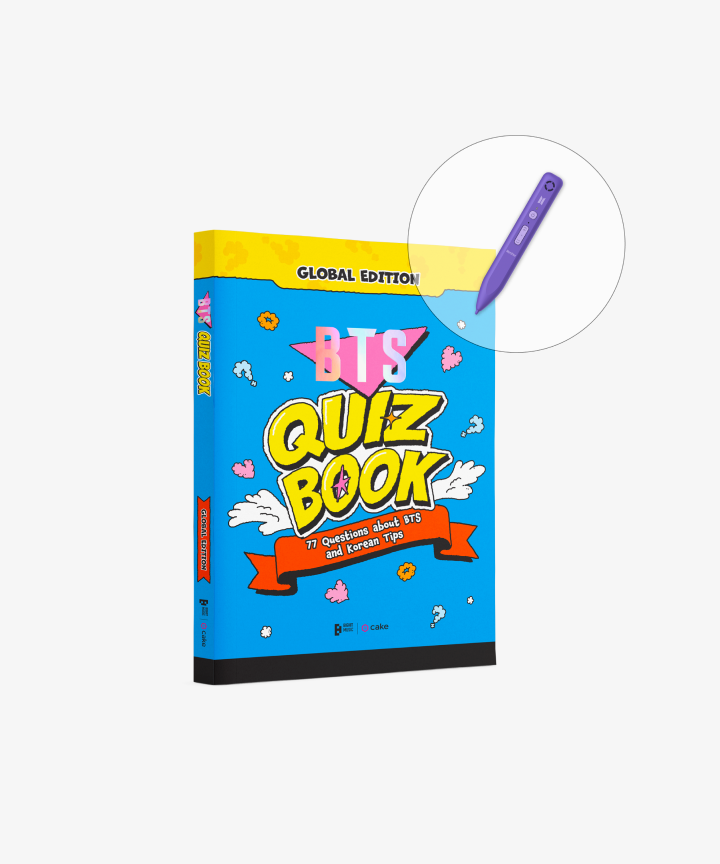 GLOBAL EDITION
BTS
QUIZ
BOOK
77 Questions about BTS
and Korean Tips
cake
BTS QUIZ BOOK
GLOBAL EDITION
cake